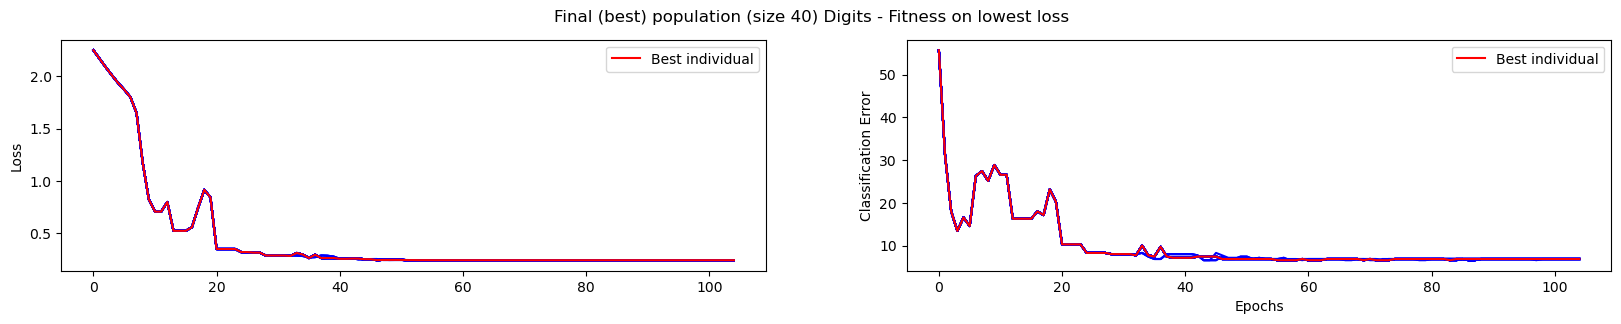 Final (best) population (size 40) Digits - Fitness on lowest loss
Loss
2.0
1.5
1.0
0.5
0 20 40 60 80 100
Best individual
Classification Error
50
40
30
20
10
0 20 40 60 80 100
Epochs
Best individual